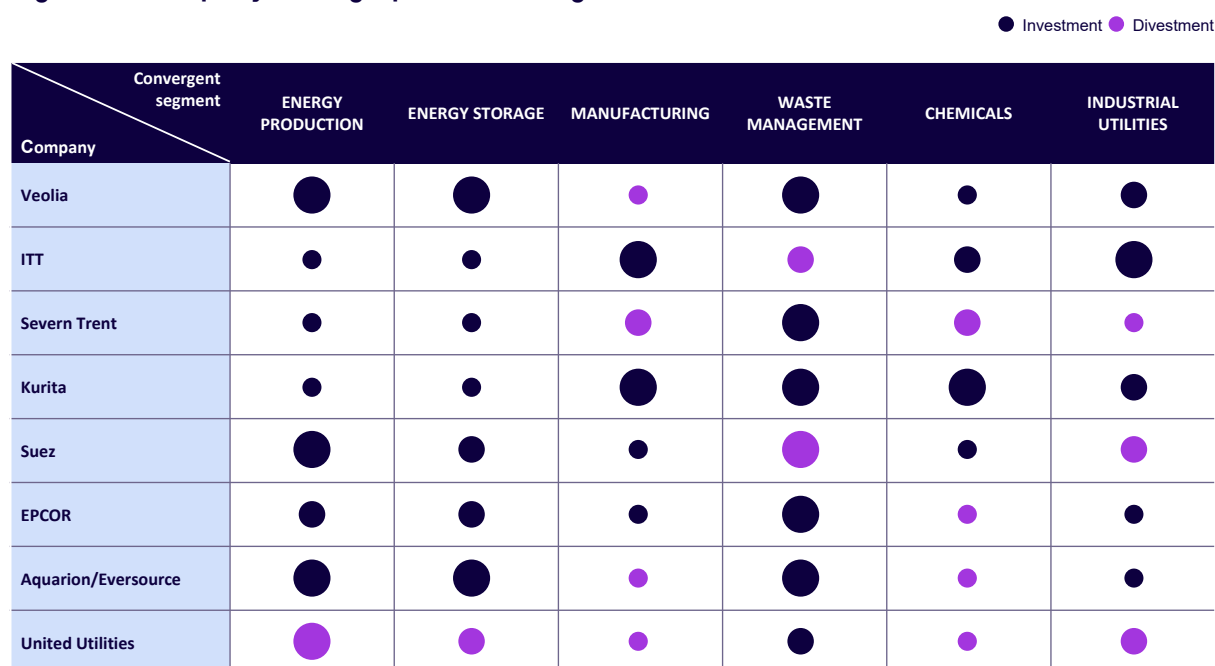 Investment Divestment
Convergent
segment
Company
ENERGY
PRODUCTION
ENERGY STORAGE
MANUFACTURING
WASTE
MANAGEMENT
CHEMICALS
INDUSTRIAL
UTILITIES
Veolia
ITT
Severn Trent
Kurita
Suez
EPCOR
Aquarion/Eversource
United Utilities